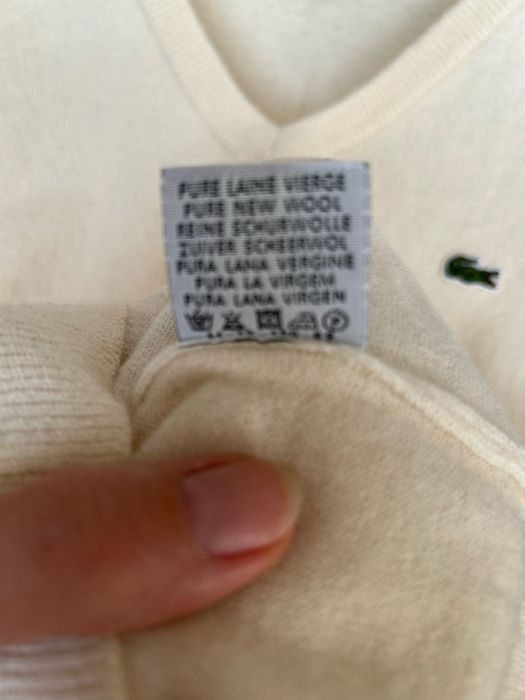 PURE LAINE VIERGE
PURE NEW WOOL
REINE SCHURWOLLE
ZUIVER SCHEERWOL
PURA LANA VERGINE
PURA LA VIRGEM
PURA LANA VIRGEN
P